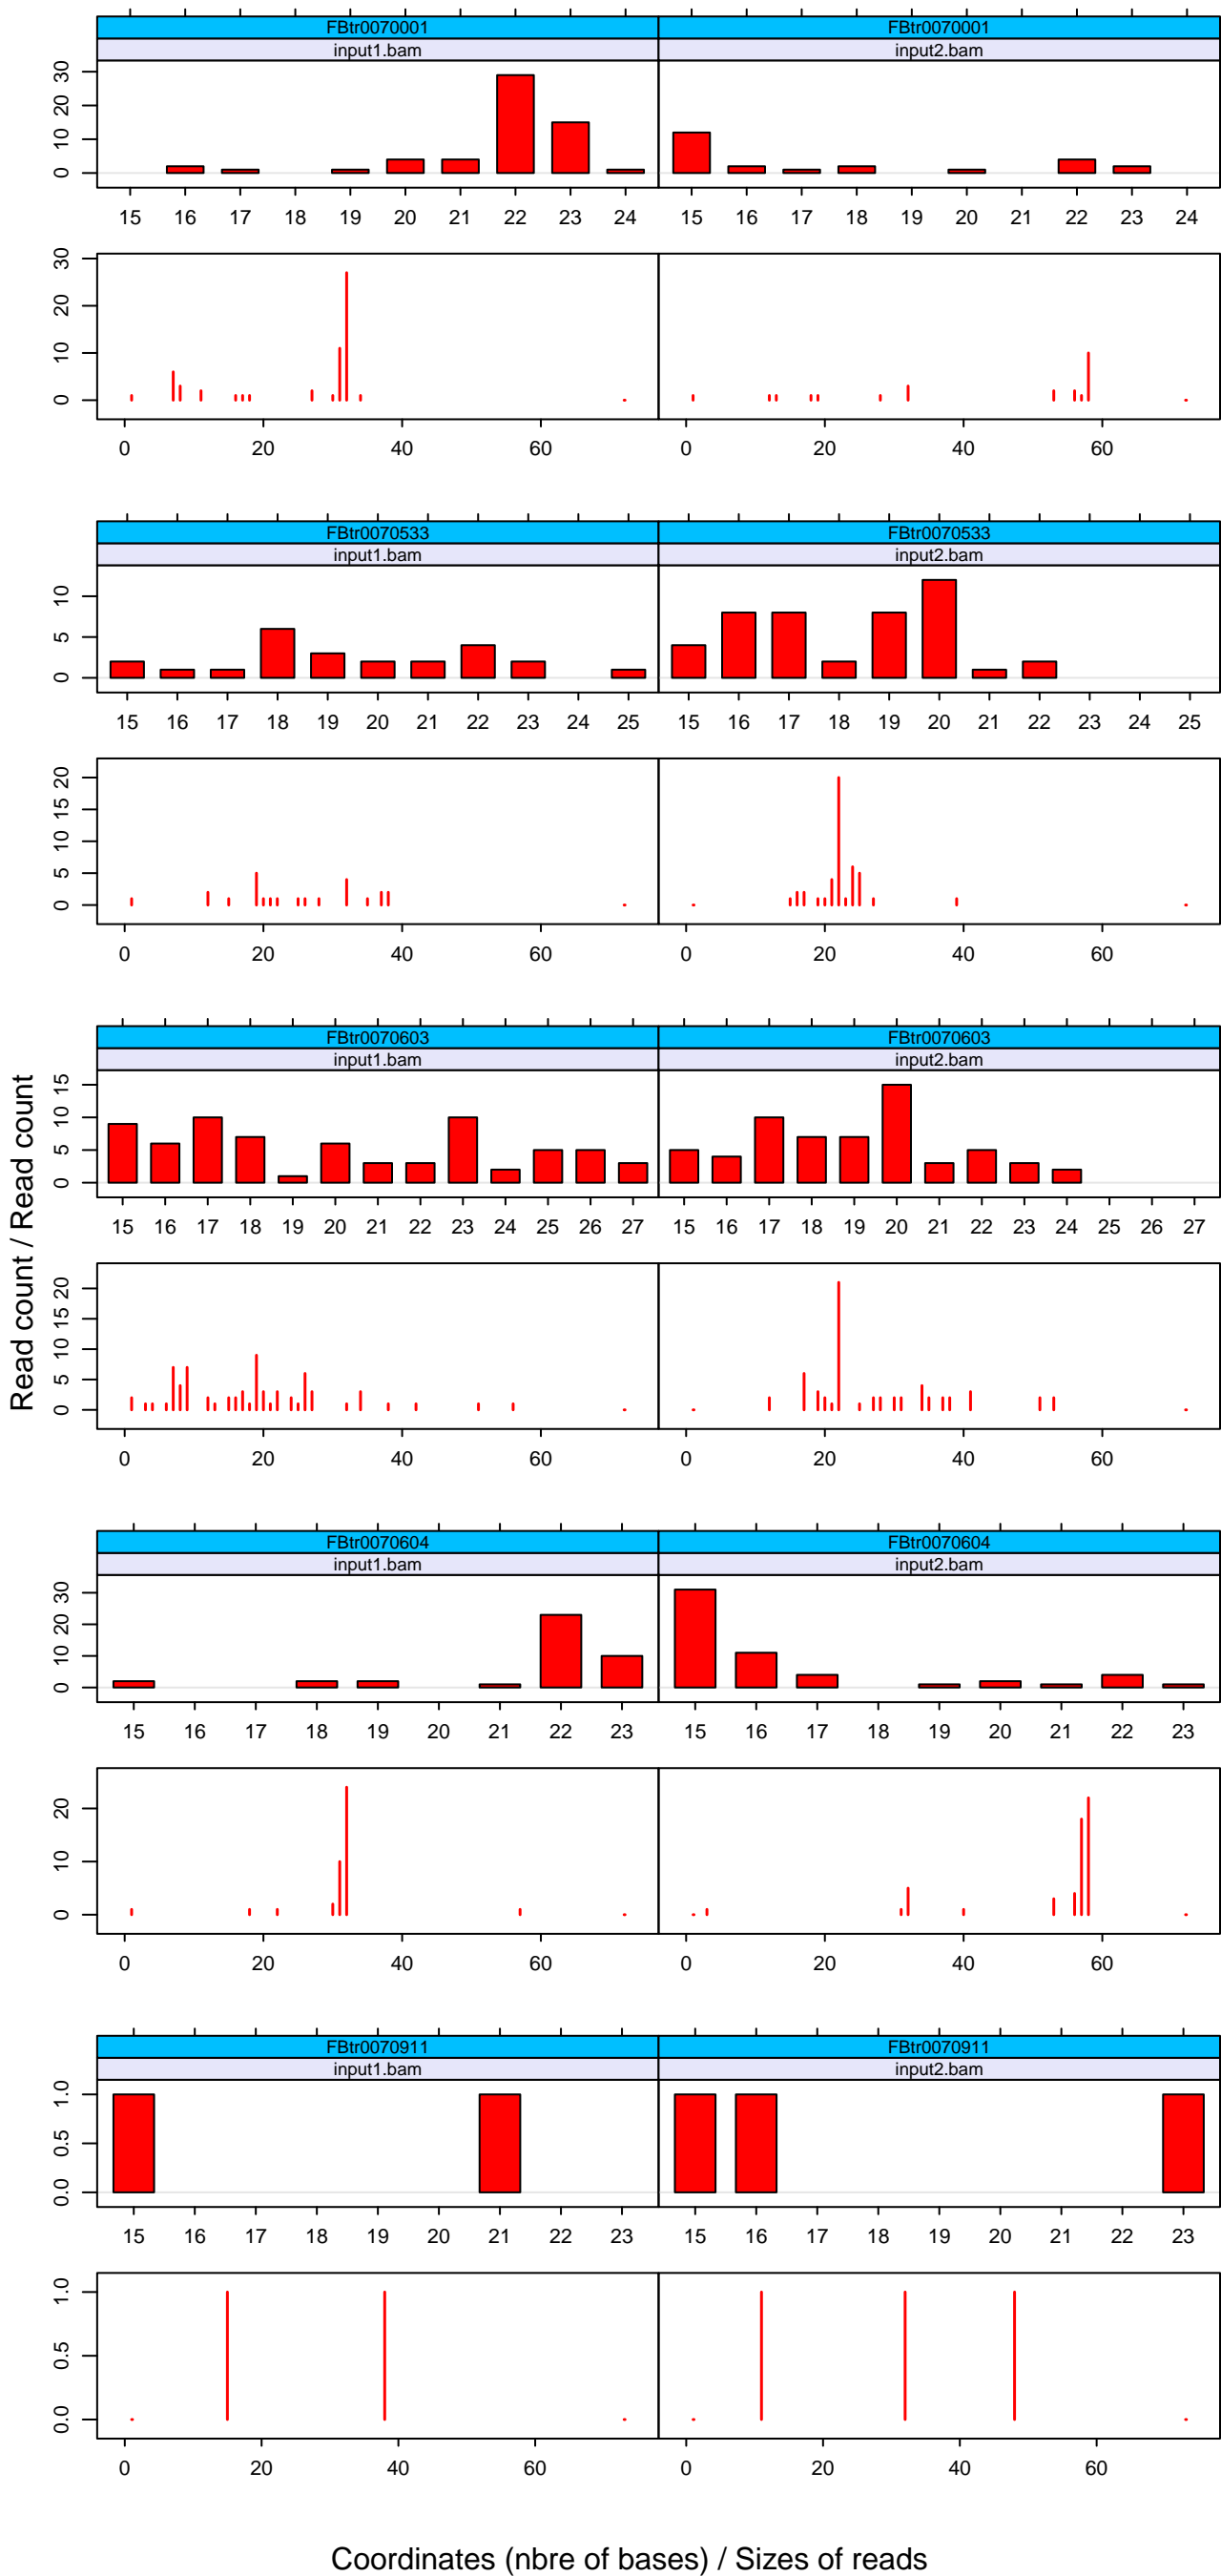 FBtr0070001 FBtr0070001
input1.bam input2.bam
0 10 20 30
15 16 17 18 19 20 21 22 23 24 15 16 17 18 19 20 21 22 23 24
0 10 20 30
0 20 40 60 0 20 40 60
FBtr0070533 FBtr0070533
input1.bam input2.bam
0 5 10
15 16 17 18 19 20 21 22 23 24 25 15 16 17 18 19 20 21 22 23 24 25
0 5 10 15 20
0 20 40 60 0 20 40 60
FBtr0070603 FBtr0070603
input1.bam input2.bam
0 5 10 15
15 16 17 18 19 20 21 22 23 24 25 26 27 15 16 17 18 19 20 21 22 23 24 25 26 27
0 5 10 15 20
0 20 40 60 0 20 40 60
Read count / Read count
FBtr0070604 FBtr0070604
input1.bam input2.bam
0 10 20 30
15 16 17 18 19 20 21 22 23 15 16 17 18 19 20 21 22 23
0 10 20
0 20 40 60 0 20 40 60
FBtr0070911 FBtr0070911
input1.bam input2.bam
0.0 0.5 1.0
15 16 17 18 19 20 21 22 23 15 16 17 18 19 20 21 22 23
0.0 0.5 1.0
0 20 40 60 0 20 40 60
Coordinates (nbre of bases) / Sizes of reads